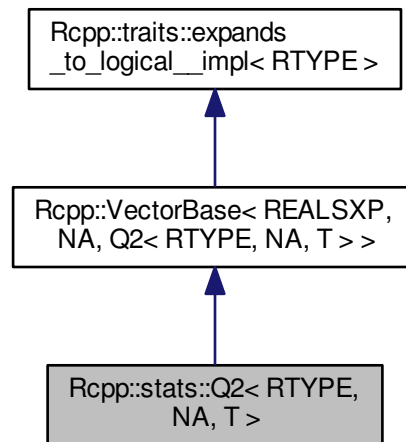 Rcpp::traits::expands
_to_logical__impl< RTYPE >
Rcpp::VectorBase< REALSXP,
NA, Q2< RTYPE, NA, T > >
Rcpp::stats::Q2< RTYPE,
NA, T >